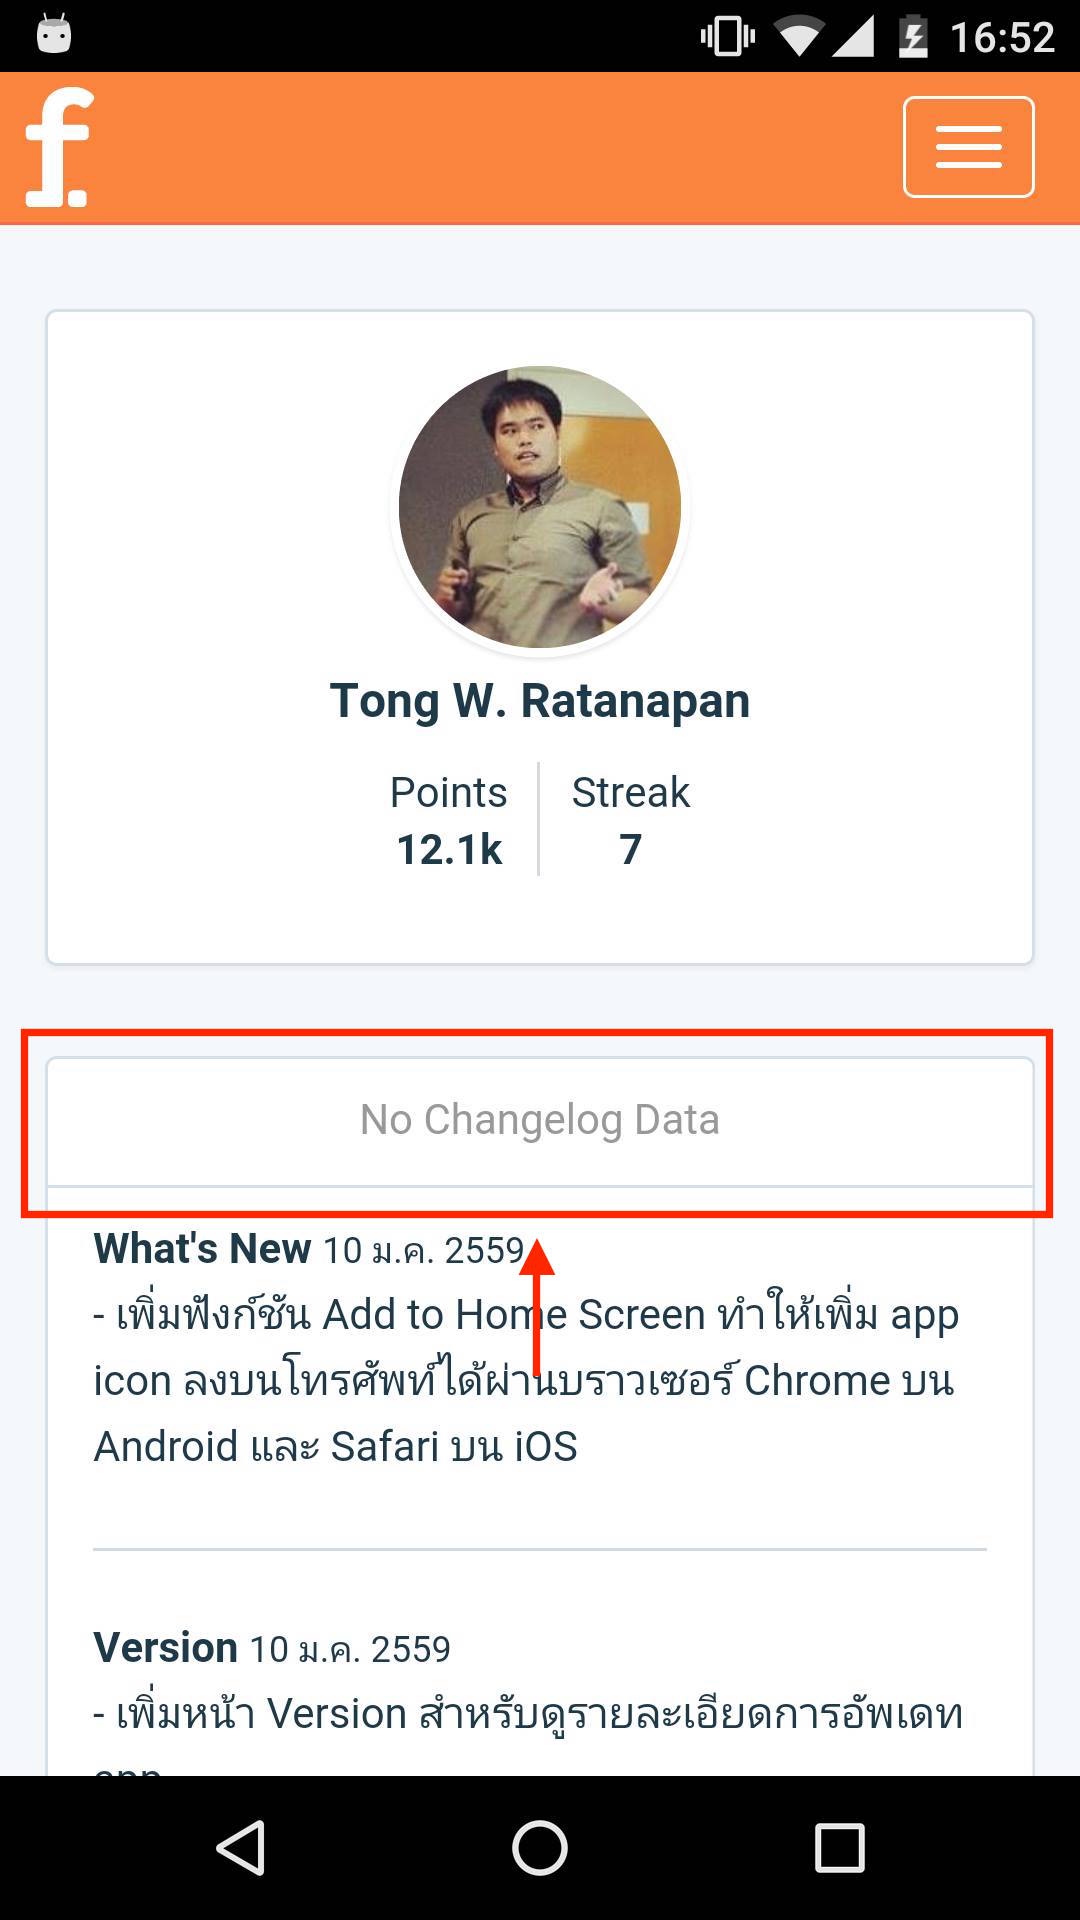 16:52
f.
Tong W. Ratanapan
Points Streak
12.1k 7
No Changelog Data
What's New 10 ม.ค. 2559
- เพิ่มฟังก์ชัน Add to Home Screen ทำให้เพิ่ม app
icon ลงบนโทรศัพท์ได้ผ่านบราวเซอร์ Chrome บน
Android และ Safari บน iOS
Version 10 ม.ค. 2559
- เพิ่มหน้า Version สำหรับดูรายละเอียดการอัพเดท
app